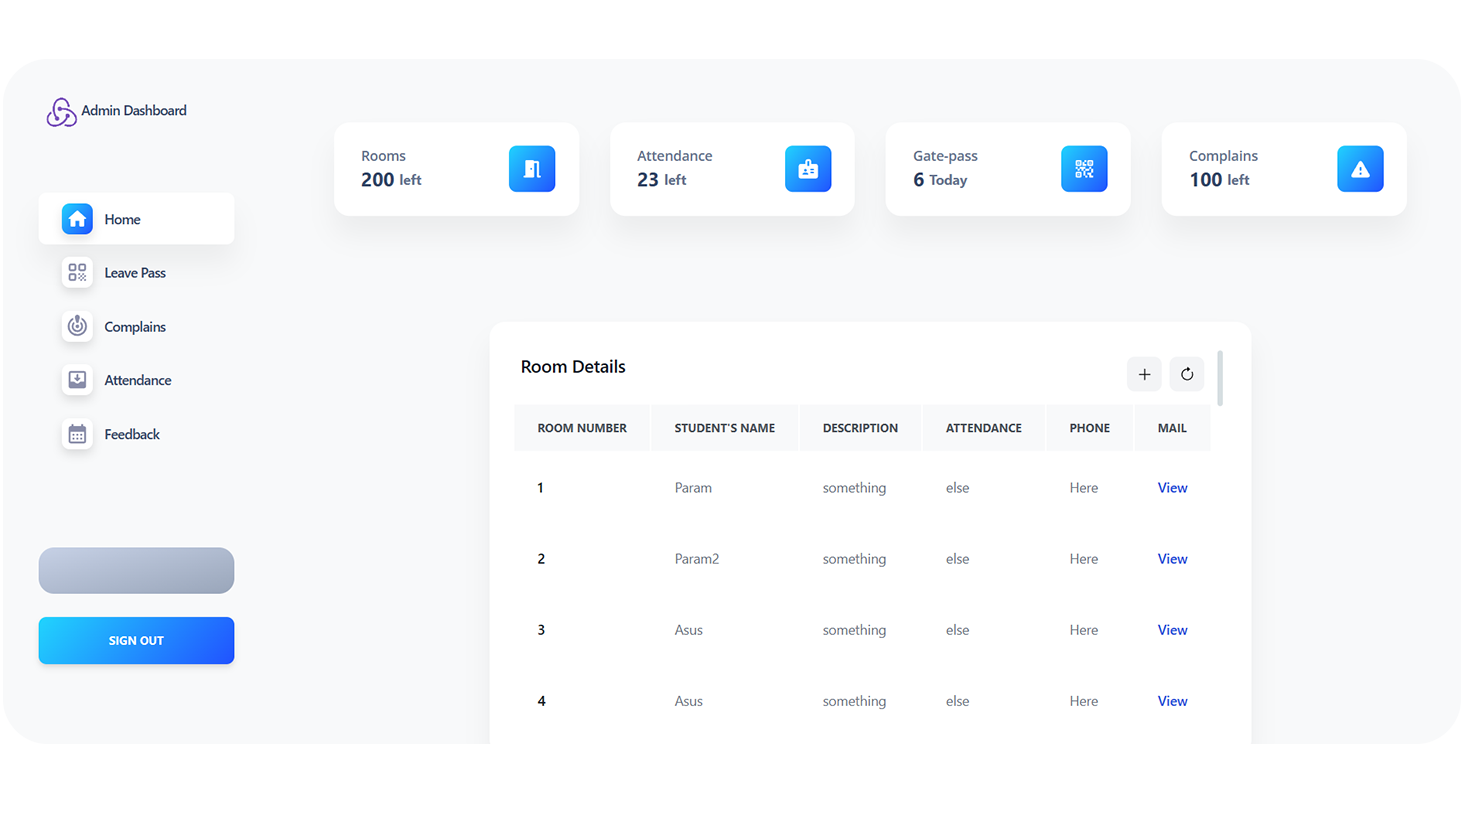 Admin Dashboard
Home
Leave Pass
Complains
Attendance
Feedback
SIGN OUT
Rooms
200 left
Attendance
23 left
Gate-pass
6 Today
Complains
100 left
Room Details
ROOM NUMBER STUDENT'S NAME DESCRIPTION ATTENDANCE PHONE MAIL
1 Param something else Here View
2 Param2 something else Here View
3 Asus something else Here View
4 Asus something else Here View